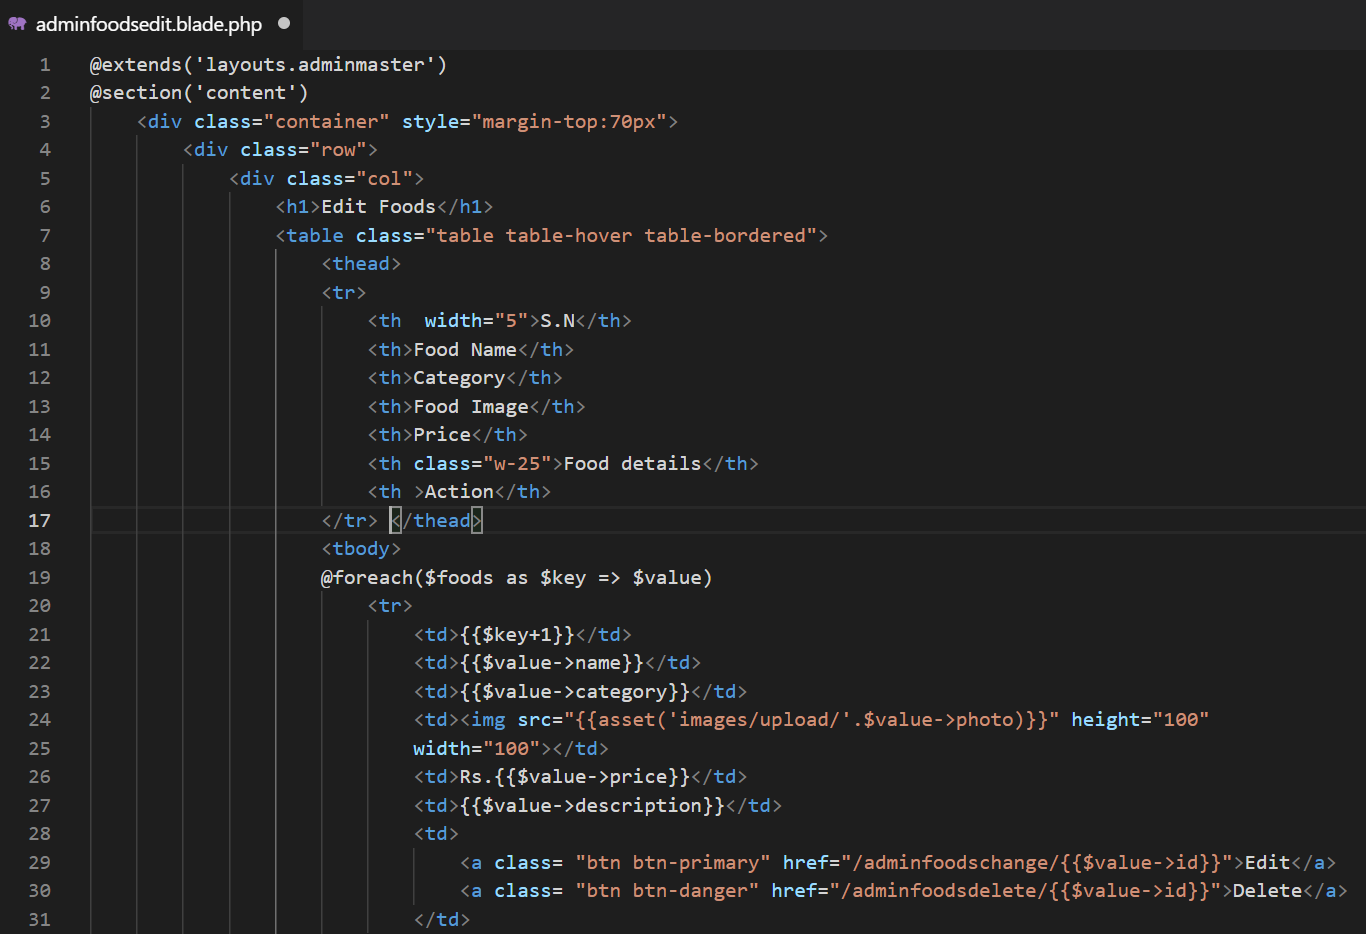 adminfoodsedit.blade.php
1 @extends('layouts.adminmaster')
2 @section('content')
3 <div class="container" style="margin-top:70px">
4 <div class="row">
5 <div class="col">
6 <h1>Edit Foods</h1>
7 <table class="table table-hover table-bordered">
8 <thead>
9 <tr>
10 <th  width="5">S.N</th>
11 <th>Food Name</th>
12 <th>Category</th>
13 <th>Food Image</th>
14 <th>Price</th>
15 <th class="w-25">Food details</th>
16 <th >Action</th>
17 </tr> </thead>
18 <tbody>
19 @foreach($foods as $key => $value)
20 <tr>
21 <td>{{$key+1}}</td>
22 <td>{{$value->name}}</td>
23 <td>{{$value->category}}</td>
24 <td><img src="{{asset('images/upload/'.$value->photo)}}" height="100"
25 width="100"></td>
26 <td>Rs.{{$value->price}}</td>
27 <td>{{$value->description}}</td>
28 <td>
29 <a class= "btn btn-primary" href="/adminfoodschange/{{$value->id}}">Edit</a>
30 <a class= "btn btn-danger" href="/adminfoodsdelete/{{$value->id}}">Delete</a>
31 </td>